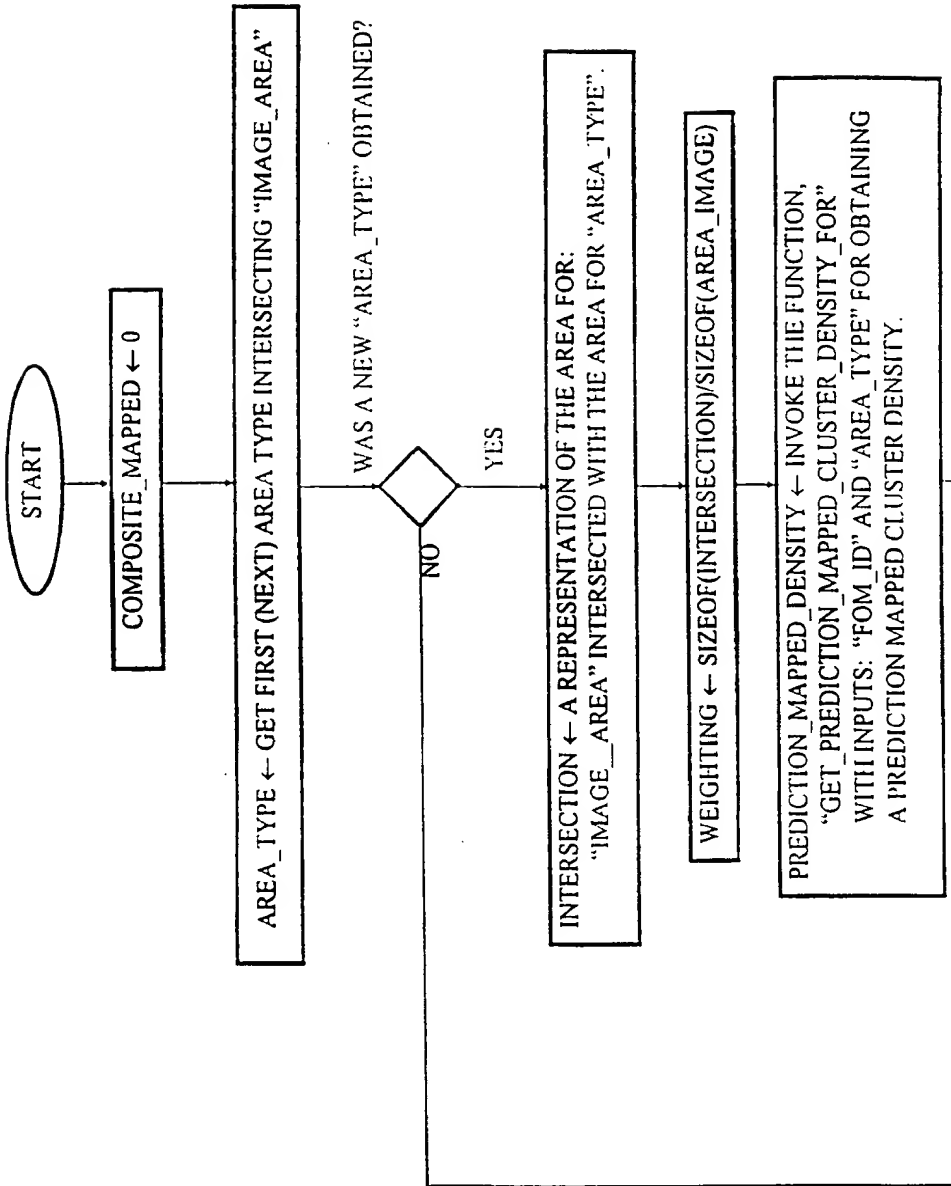 START
COMPOSITE_MAPPED ← 0
AREA_TYPE ← GET FIRST (NEXT) AREA TYPE INTERSECTING “IMAGE_AREA”
WAS A NEW “AREA_TYPE” OBTAINED?
NO
YES
INTERSECTION ← A REPRESENTATION OF THE AREA FOR:
“IMAGE__AREA” INTERSECTED WITH THE AREA FOR “AREA_TYPE”.
WEIGHTING ← SIZEOF(INTERSECTION)/SIZEOF(AREA_IMAGE)
PREDICTION_MAPPED_DENSITY ← INVOKE THE FUNCTION,
“GET_PREDICTION_MAPPED_CLUSTER_DENSITY_FOR”
WITH INPUTS: “FOM_ID” AND “AREA_TYPE” FOR OBTAINING
A PREDICTION MAPPED CLUSTER DENSITY.